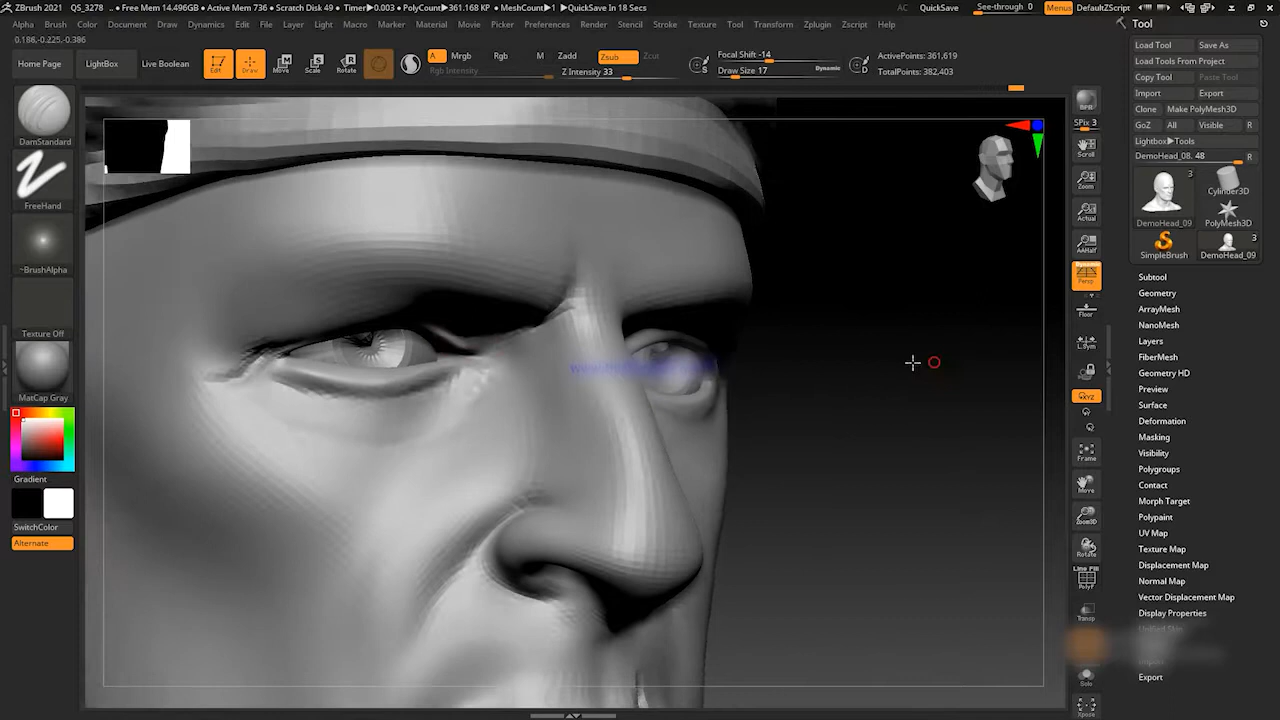 ZBrush 2021 QS_3278 .. ● Free Mem 14.496GB ● Active Mem 736 ● Scratch Disk 49 ● Timer▶0.003 ● PolyCount▶361.168 KP ● MeshCount▶1 ▶QuickSave In 18 Secs AC QuickSave See-through 0 Menus DefaultZScript
Alpha Brush Color Document Draw Dynamics Edit File Layer Light Macro Marker Material Movie Picker Preferences Render Stencil Stroke Texture Tool Transform Zplugin Zscript Help
Tool
0.186,-0.225,-0.386
Home Page LightBox Live Boolean Edit Draw Move Scale Rotate A Mrgb Rgb M Zadd Zsub Zcut
Rgb Intensity Z Intensity 33
Focal Shift -14
Draw Size 17 Dynamic
S
D
ActivePoints: 361.619
TotalPoints: 382.403
Load Tool Save As
Load Tools From Project
Copy Tool Paste Tool
Import Export
Clone Make PolyMesh3D
GoZ All Visible R
Lightbox▶Tools
DemoHead_08. 48 R
3
Cylinder3D
DemoHead_09 PolyMesh3D
3
SimpleBrush DemoHead_09
Subtool
Geometry
ArrayMesh
NanoMesh
Layers
FiberMesh
Geometry HD
Preview
Surface
Deformation
Masking
Visibility
Polygroups
Contact
Morph Target
Polypaint
UV Map
Texture Map
Displacement Map
Normal Map
Vector Displacement Map
Display Properties
Unified Skin
Import
Export
DamStandard
FreeHand
~BrushAlpha
Texture Off
MatCap Gray
Gradient
SwitchColor
Alternate
BPR
SPix 3
Scroll
Zoom
Actual
AAHalf
Dynamic
Persp
Floor
L.Sym
XYZ
Frame
Move
Zoom3D
Rotate
Line Fill
PolyF
Transp
Solo
Xpose